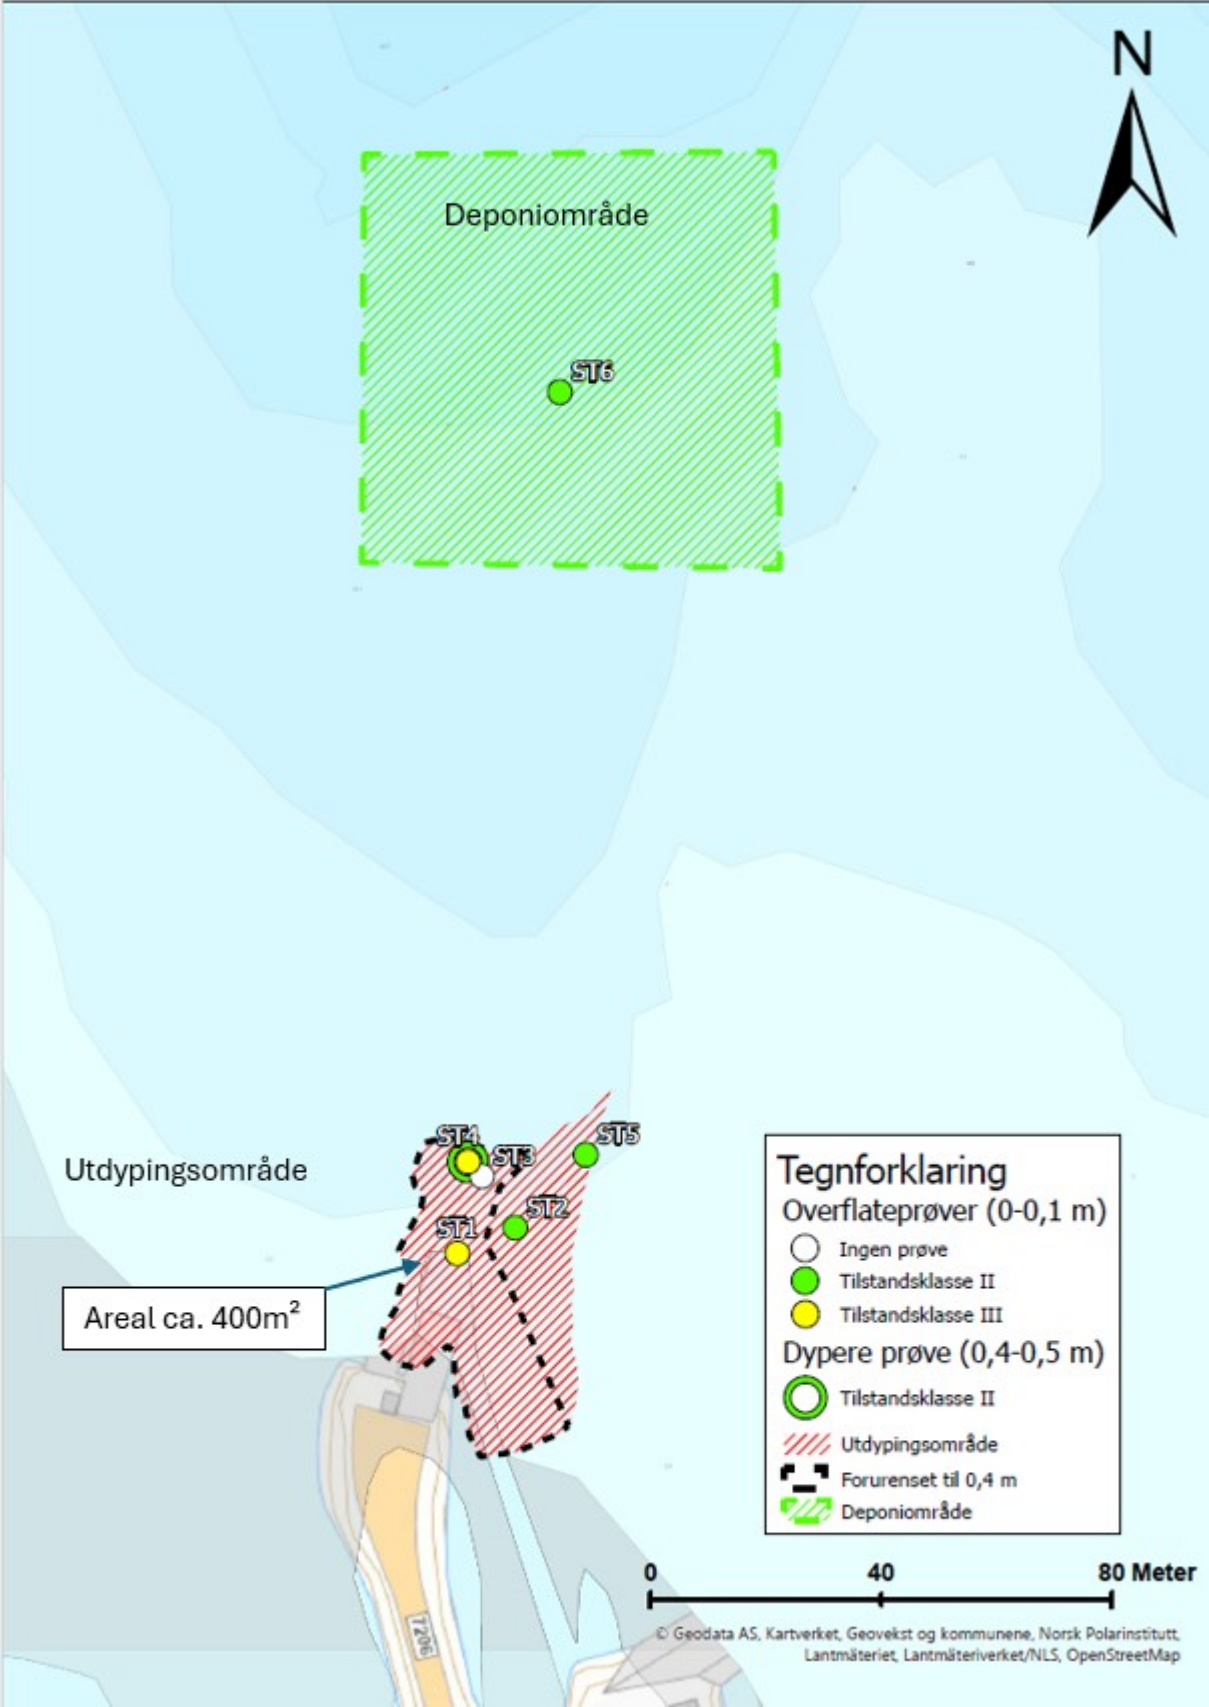 N
Deponiområde
ST6
ST4
ST3
ST5
Utdypingsområde
ST2
ST1
Areal ca. 400m²
Tegnforklaring
Overflateprøver (0-0,1 m)
Ingen prøve
Tilstandsklasse II
Tilstandsklasse III
Dypere prøve (0,4-0,5 m)
Tilstandsklasse II
Utdypingsområde
Forurenset til 0,4 m
Deponiområde
0 40 80 Meter
7206
© Geodata AS, Kartverket, Geovekst og kommunene, Norsk Polarinstitutt,
Lantmäteriet, Lantmäteriverket/NLS, OpenStreetMap